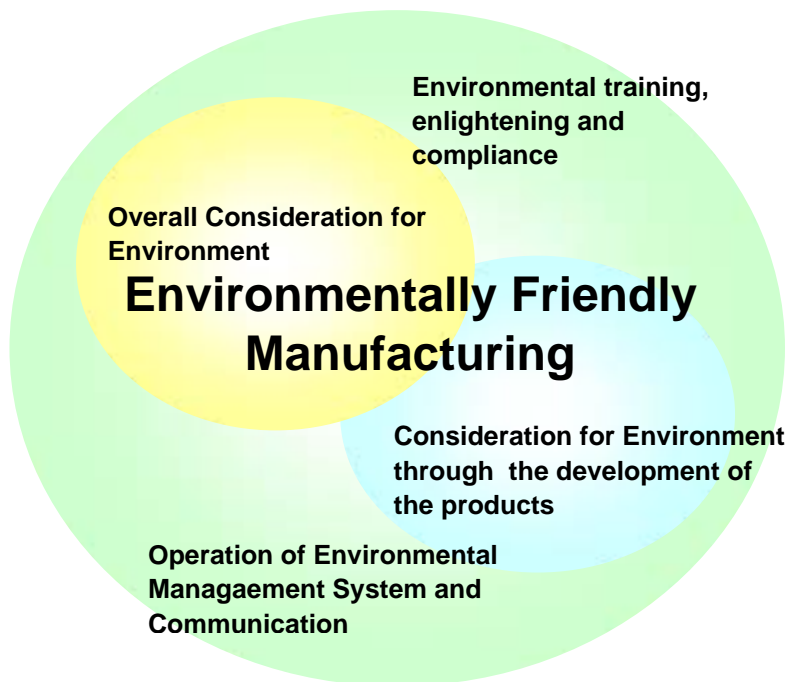 Environmental training,
enlightening and
compliance
Overall Consideration for
Environment
Environmentally Friendly
Manufacturing
Consideration for Environment
through the development of
the products
Operation of Environmental
Managaement System and
Communication